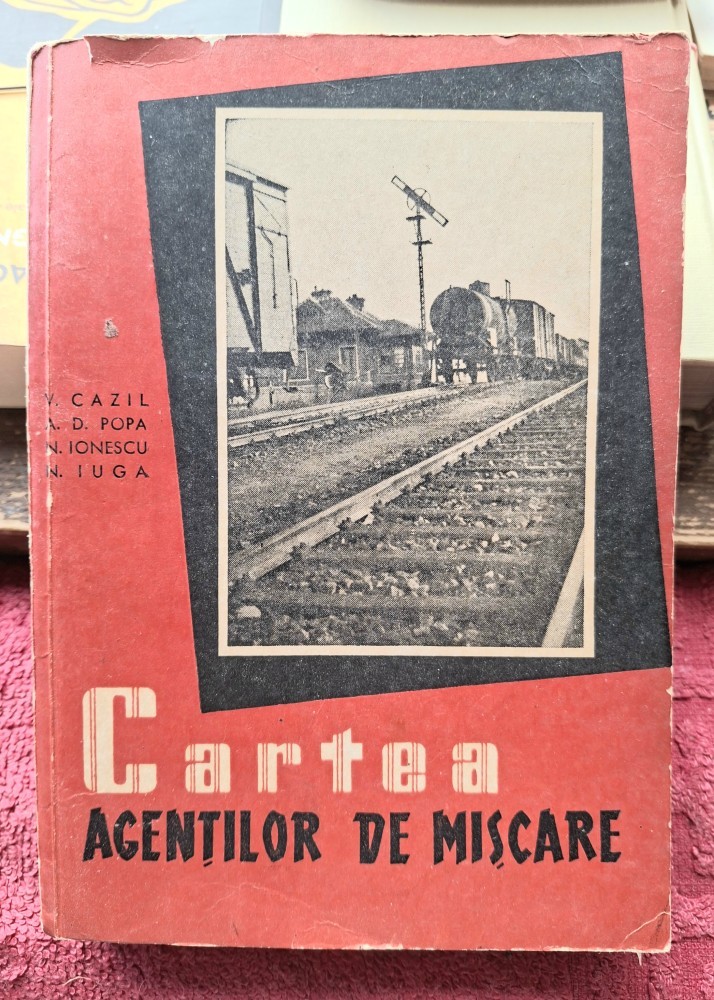 V. CAZIL
A. D. POPA
N. IONESCU
N. IUGA
Cartea
AGENȚILOR DE MIȘCARE